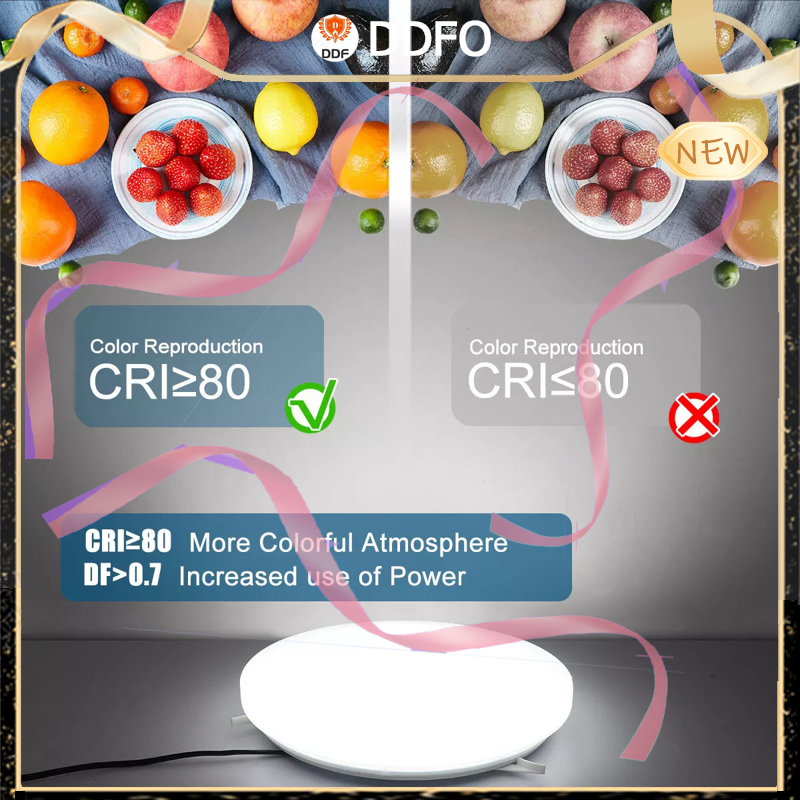 DDF
DDFO
NEW
Color Reproduction
CRI≥80
Color Reproduction
CRI≤80
CRI≥80 More Colorful Atmosphere
DF>0.7 Increased use of Power